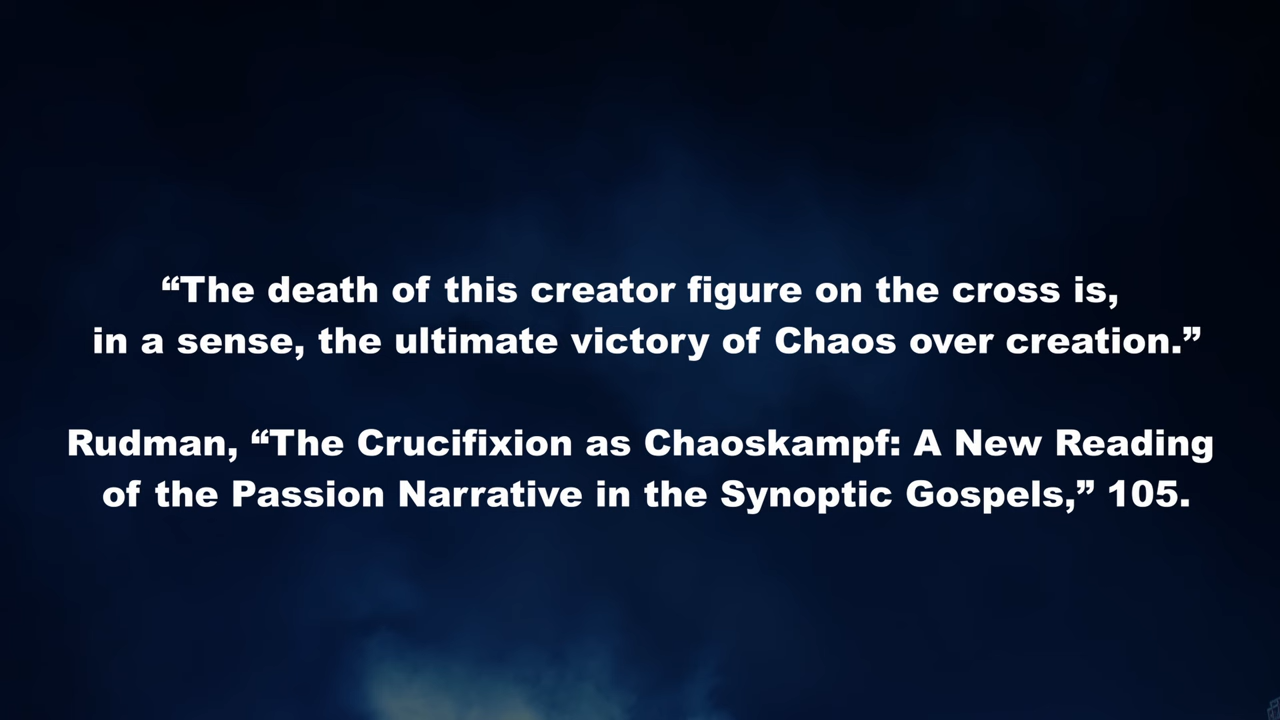 “The death of this creator figure on the cross is,
in a sense, the ultimate victory of Chaos over creation.”
Rudman, “The Crucifixion as Chaoskampf: A New Reading
of the Passion Narrative in the Synoptic Gospels,” 105.